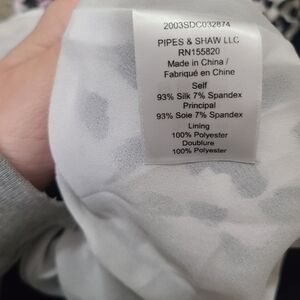 2003SDC032874
PIPES & SHAW LLC
RN155820
Made in China /
Fabriqué en Chine
Self
93% Silk 7% Spandex
Principal
93% Soie 7% Spandex
Lining
100% Polyester
Doublure
100% Polyester